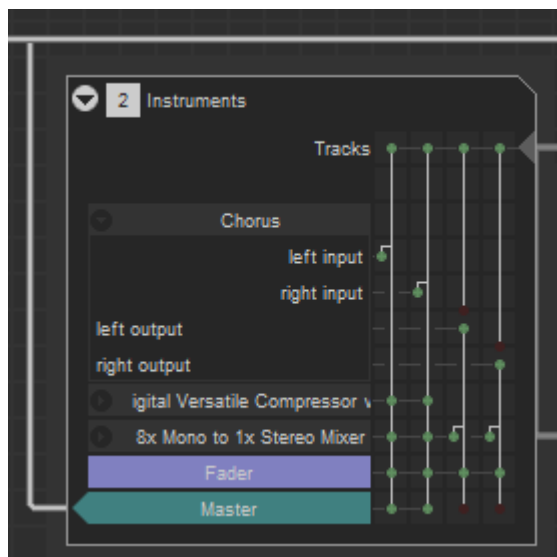 2 Instruments
Tracks
Chorus
left input
right input
left output
right output
igital Versatile Compressor v
8x Mono to 1x Stereo Mixer
Fader
Master